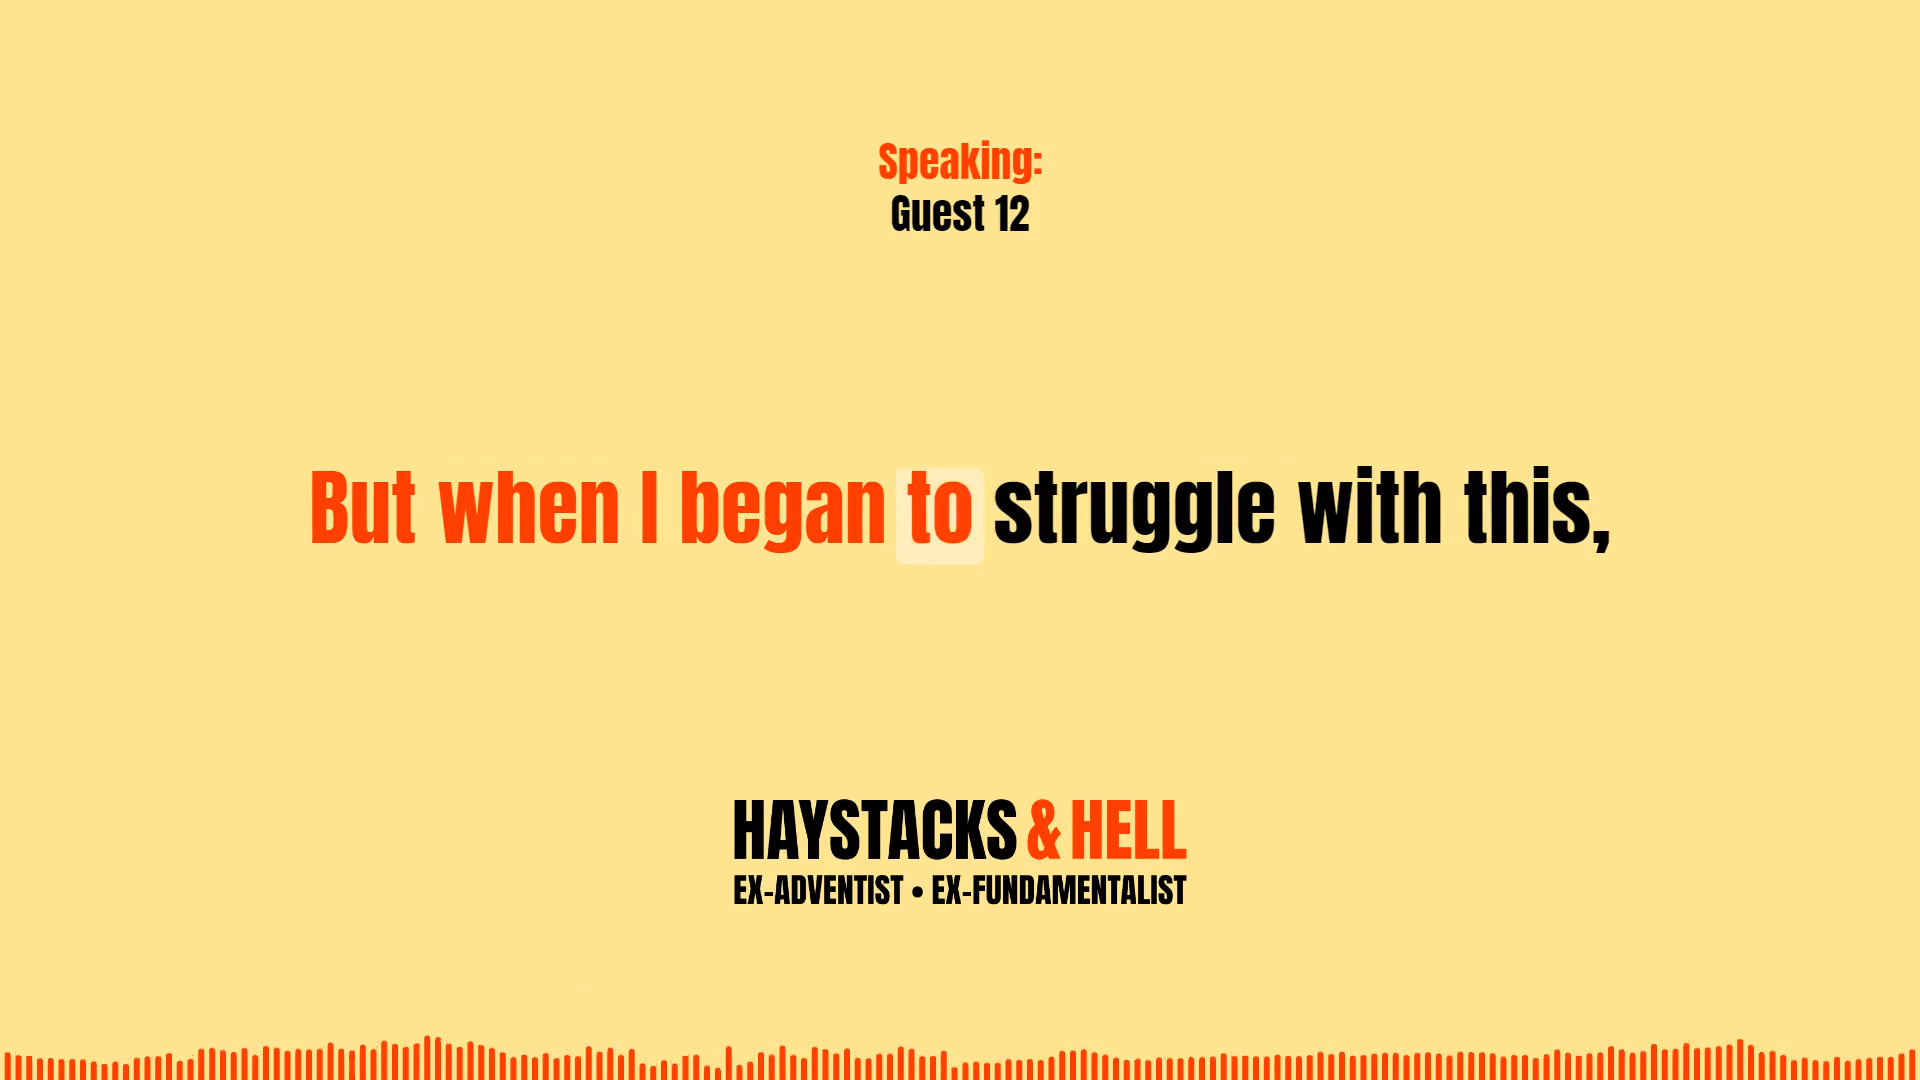 Speaking:
Guest 12
But when I began to struggle with this,
HAYSTACKS & HELL
EX-ADVENTIST • EX-FUNDAMENTALIST